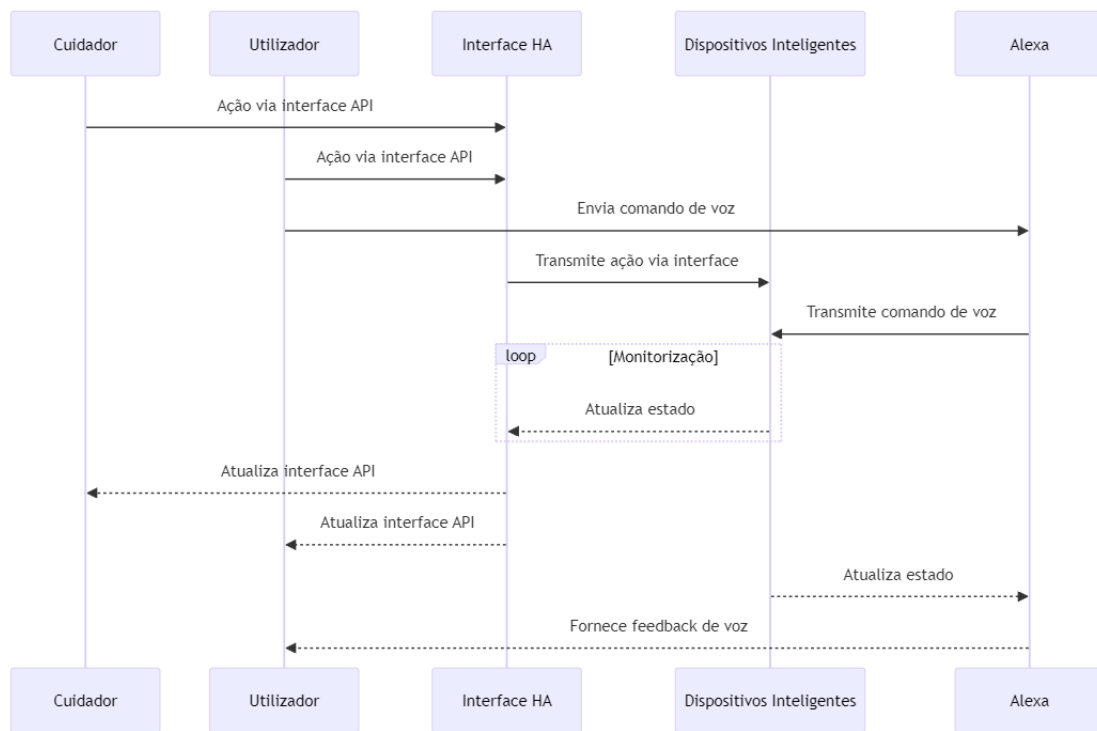 Cuidador
Utilizador
Interface HA
Dispositivos Inteligentes
Alexa
Ação via interface API
Ação via interface API
Envia comando de voz
Transmite ação via interface
Transmite comando de voz
loop
[Monitorização]
Atualiza estado
Atualiza interface API
Atualiza interface API
Atualiza estado
Fornece feedback de voz
Cuidador
Utilizador
Interface HA
Dispositivos Inteligentes
Alexa